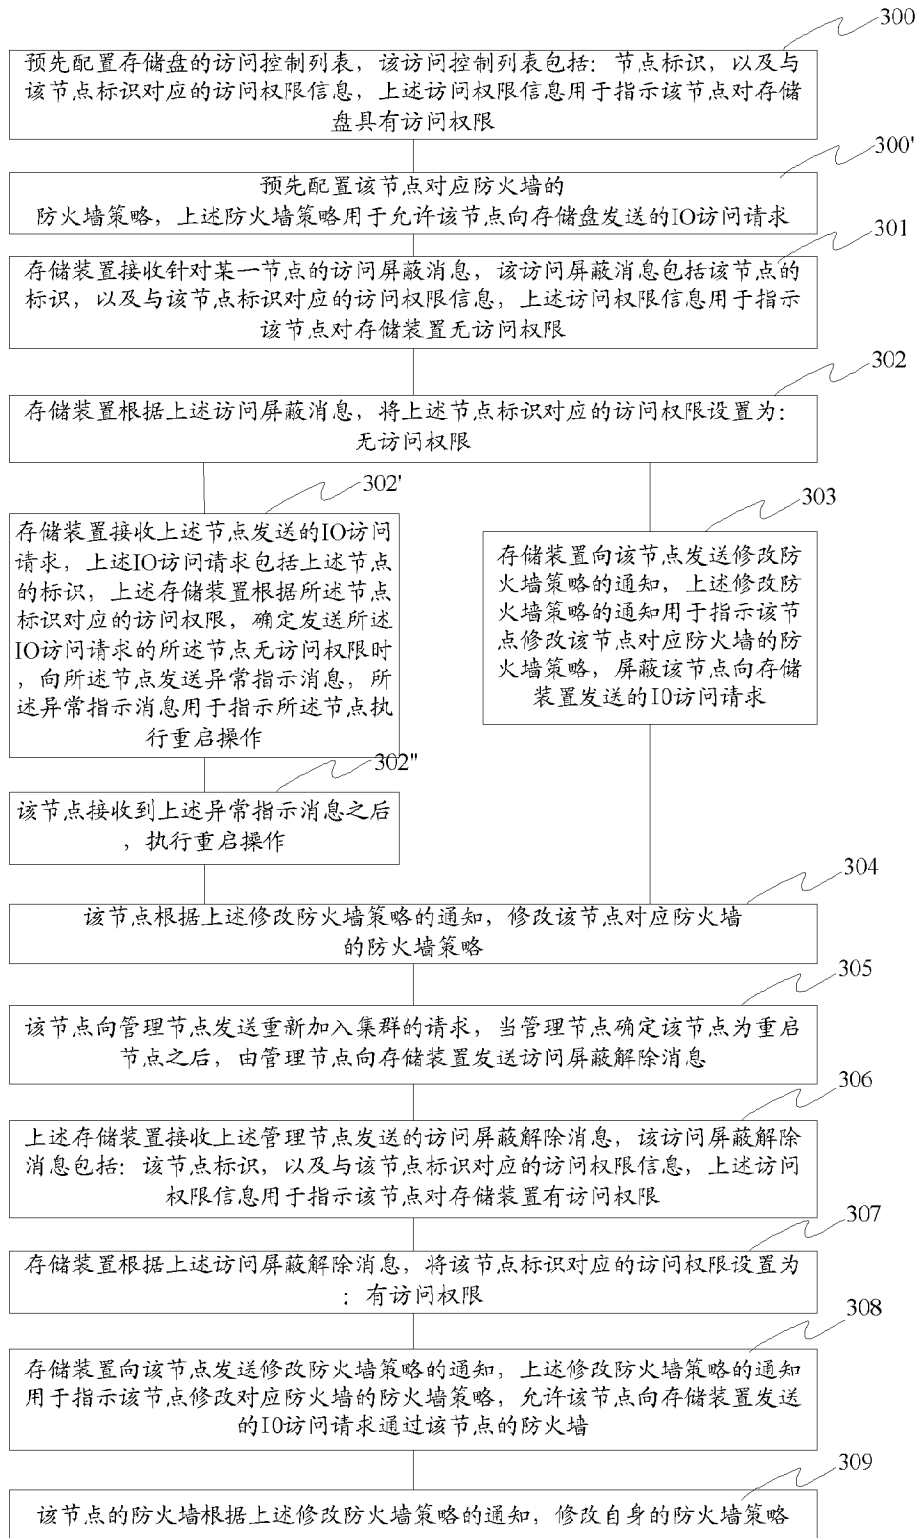 300
预先配置存储盘的访问控制列表，该访问控制列表包括：节点标识，以及与
该节点标识对应的访问权限信息，上述访问权限信息用于指示该节点对存储
盘具有访问权限
300'
预先配置该节点对应防火墙的
防火墙策略，上述防火墙策略用于允许该节点向存储盘发送的IO访问请求
301
存储装置接收针对某一节点的访问屏蔽消息，该访问屏蔽消息包括该节点的
标识，以及与该节点标识对应的访问权限信息，上述访问权限信息用于指示
该节点对存储装置无访问权限
302
存储装置根据上述访问屏蔽消息，将上述节点标识对应的访问权限设置为：
无访问权限
302'
存储装置接收上述节点发送的IO访问
请求，上述IO访问请求包括上述节点
的标识，上述存储装置根据所述节点
标识对应的访问权限，确定发送所述
IO访问请求的所述节点无访问权限时
，向所述节点发送异常指示消息，所
述异常指示消息用于指示所述节点执
行重启操作
303
存储装置向该节点发送修改防
火墙策略的通知，上述修改防
火墙策略的通知用于指示该节
点修改该节点对应防火墙的防
火墙策略，屏蔽该节点向存储
装置发送的IO访问请求
302"
该节点接收到上述异常指示消息之后
，执行重启操作
304
该节点根据上述修改防火墙策略的通知，修改该节点对应防火墙
的防火墙策略
305
该节点向管理节点发送重新加入集群的请求，当管理节点确定该节点为重启
节点之后，由管理节点向存储装置发送访问屏蔽解除消息
306
上述存储装置接收上述管理节点发送的访问屏蔽解除消息，该访问屏蔽解除
消息包括：该节点标识，以及与该节点标识对应的访问权限信息，上述访问
权限信息用于指示该节点对存储装置有访问权限
307
存储装置根据上述访问屏蔽解除消息，将该节点标识对应的访问权限设置为
：有访问权限
308
存储装置向该节点发送修改防火墙策略的通知，上述修改防火墙策略的通知
用于指示该节点修改对应防火墙的防火墙策略，允许该节点向存储装置发送
的IO访问请求通过该节点的防火墙
309
该节点的防火墙根据上述修改防火墙策略的通知，修改自身的防火墙策略